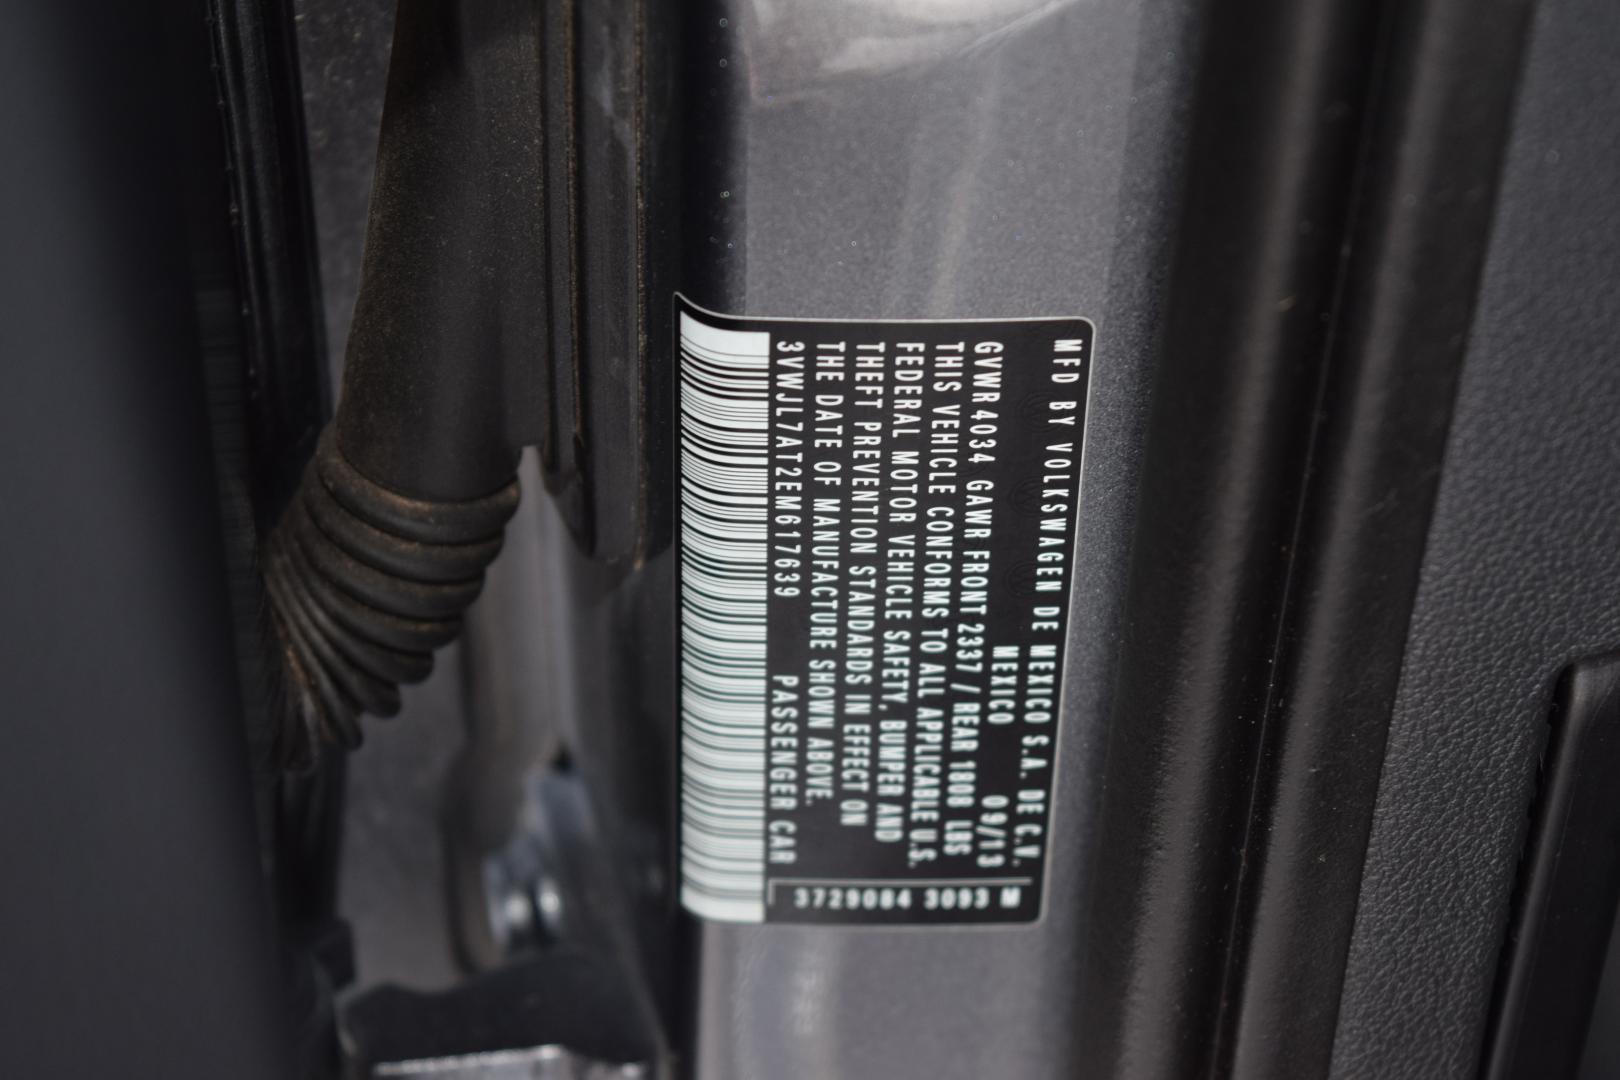 MFD BY VOLKSWAGEN DE MEXICO S.A. DE C.V.
MEXICO 09/13
GVWR 4034 GAWR FRONT 2337 / REAR 1808 LBS
THIS VEHICLE CONFORMS TO ALL APPLICABLE U.S.
FEDERAL MOTOR VEHICLE SAFETY, BUMPER AND
THEFT PREVENTION STANDARDS IN EFFECT ON
THE DATE OF MANUFACTURE SHOWN ABOVE.
3VWJL7AT2EM617639 PASSENGER CAR
3729084 3093 M